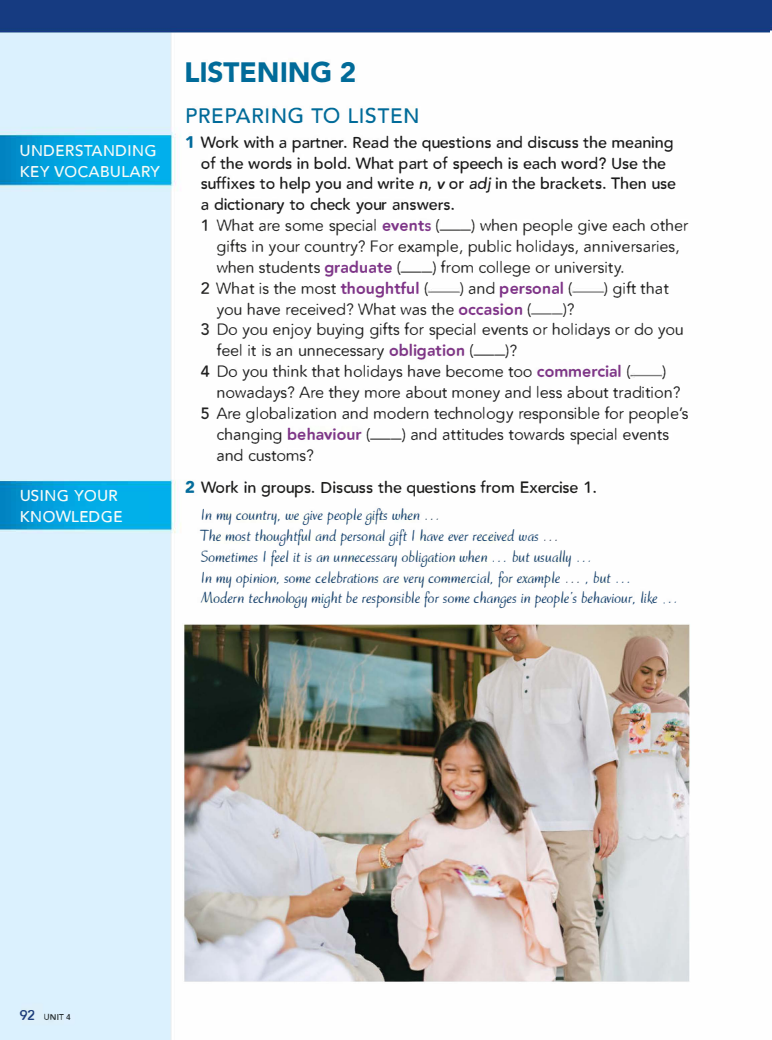 LISTENING 2
PREPARING TO LISTEN
UNDERSTANDING
KEY VOCABULARY
1 Work with a partner. Read the questions and discuss the meaning
of the words in bold. What part of speech is each word? Use the
suffixes to help you and write n, v or adj in the brackets. Then use
a dictionary to check your answers.
1 What are some special events (____) when people give each other
gifts in your country? For example, public holidays, anniversaries,
when students graduate (____) from college or university.
2 What is the most thoughtful (____) and personal (____) gift that
you have received? What was the occasion (____)?
3 Do you enjoy buying gifts for special events or holidays or do you
feel it is an unnecessary obligation (____)?
4 Do you think that holidays have become too commercial (____)
nowadays? Are they more about money and less about tradition?
5 Are globalization and modern technology responsible for people's
changing behaviour (____) and attitudes towards special events
and customs?
USING YOUR
KNOWLEDGE
2 Work in groups. Discuss the questions from Exercise 1.
In my country, we give people gifts when ...
The most thoughtful and personal gift I have ever received was ...
Sometimes I feel it is an unnecessary obligation when ... but usually ...
In my opinion, some celebrations are very commercial, for example ... , but ...
Modern technology might be responsible for some changes in people's behaviour, like ...
92 UNIT 4